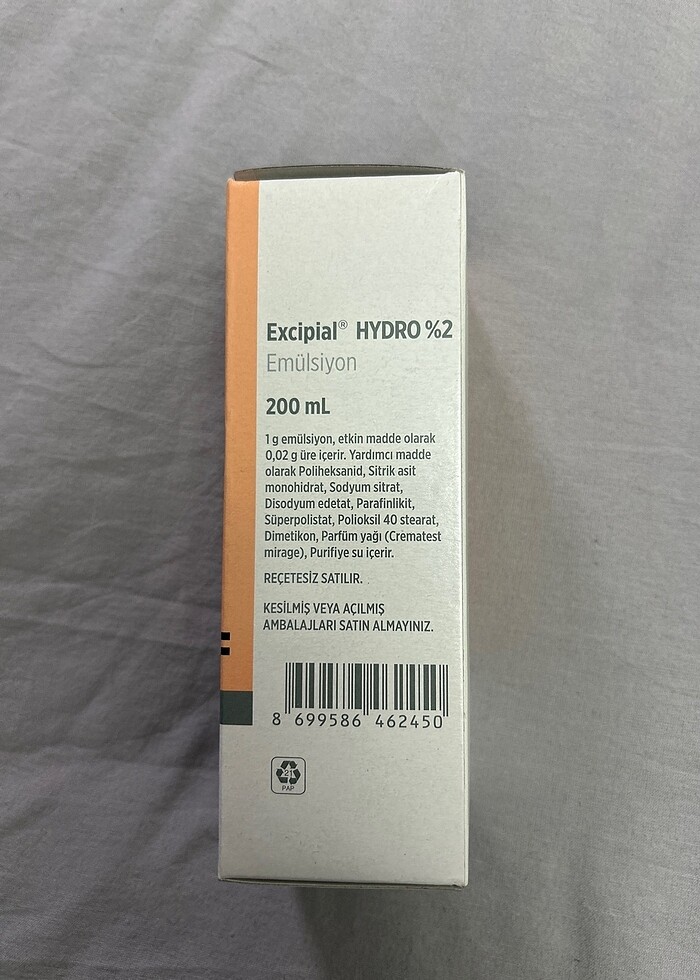 Excipial® HYDRO %2
Emülsiyon
200 mL
1 g emülsiyon, etkin madde olarak
0,02 g üre içerir. Yardımcı madde
olarak Poliheksanid, Sitrik asit
monohidrat, Sodyum sitrat,
Disodyum edetat, Parafinlikit,
Süperpolistat, Polioksil 40 stearat,
Dimetikon, Parfüm yağı (Crematest
mirage), Purifiye su içerir.
REÇETESİZ SATILIR.
KESİLMİŞ VEYA AÇILMIŞ
AMBALAJLARI SATIN ALMAYINIZ.
8 699586 462450
21
PAP